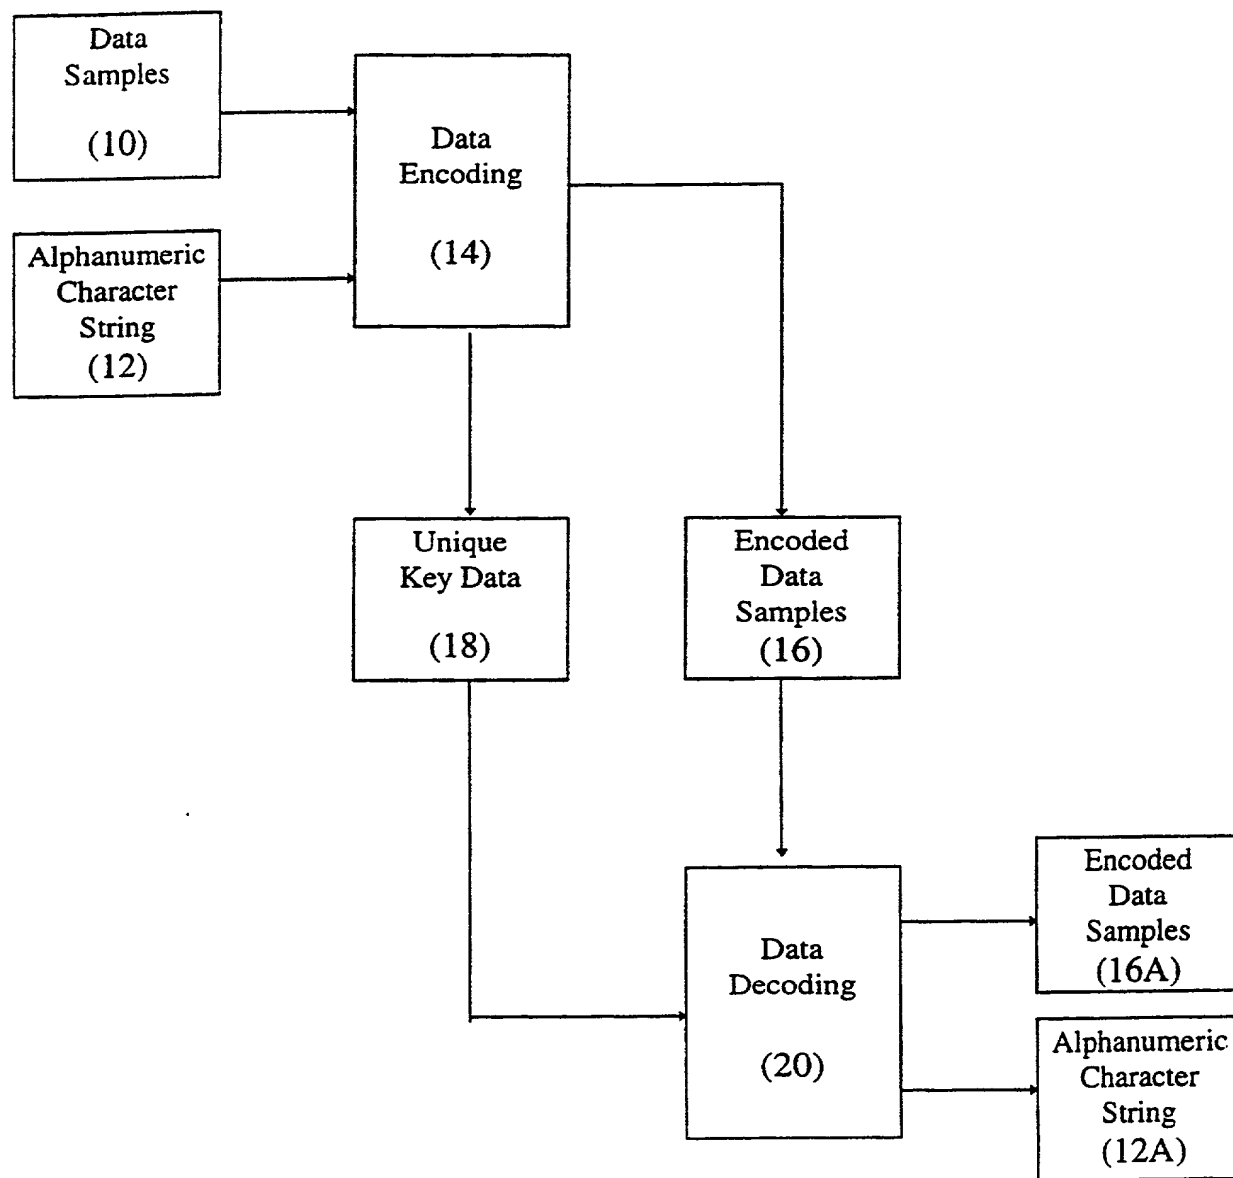 Data
Samples
(10)
Alphanumeric
Character
String
(12)
Data
Encoding
(14)
Unique
Key Data
(18)
Encoded
Data
Samples
(16)
Data
Decoding
(20)
Encoded
Data
Samples
(16A)
Alphanumeric
Character
String
(12A)